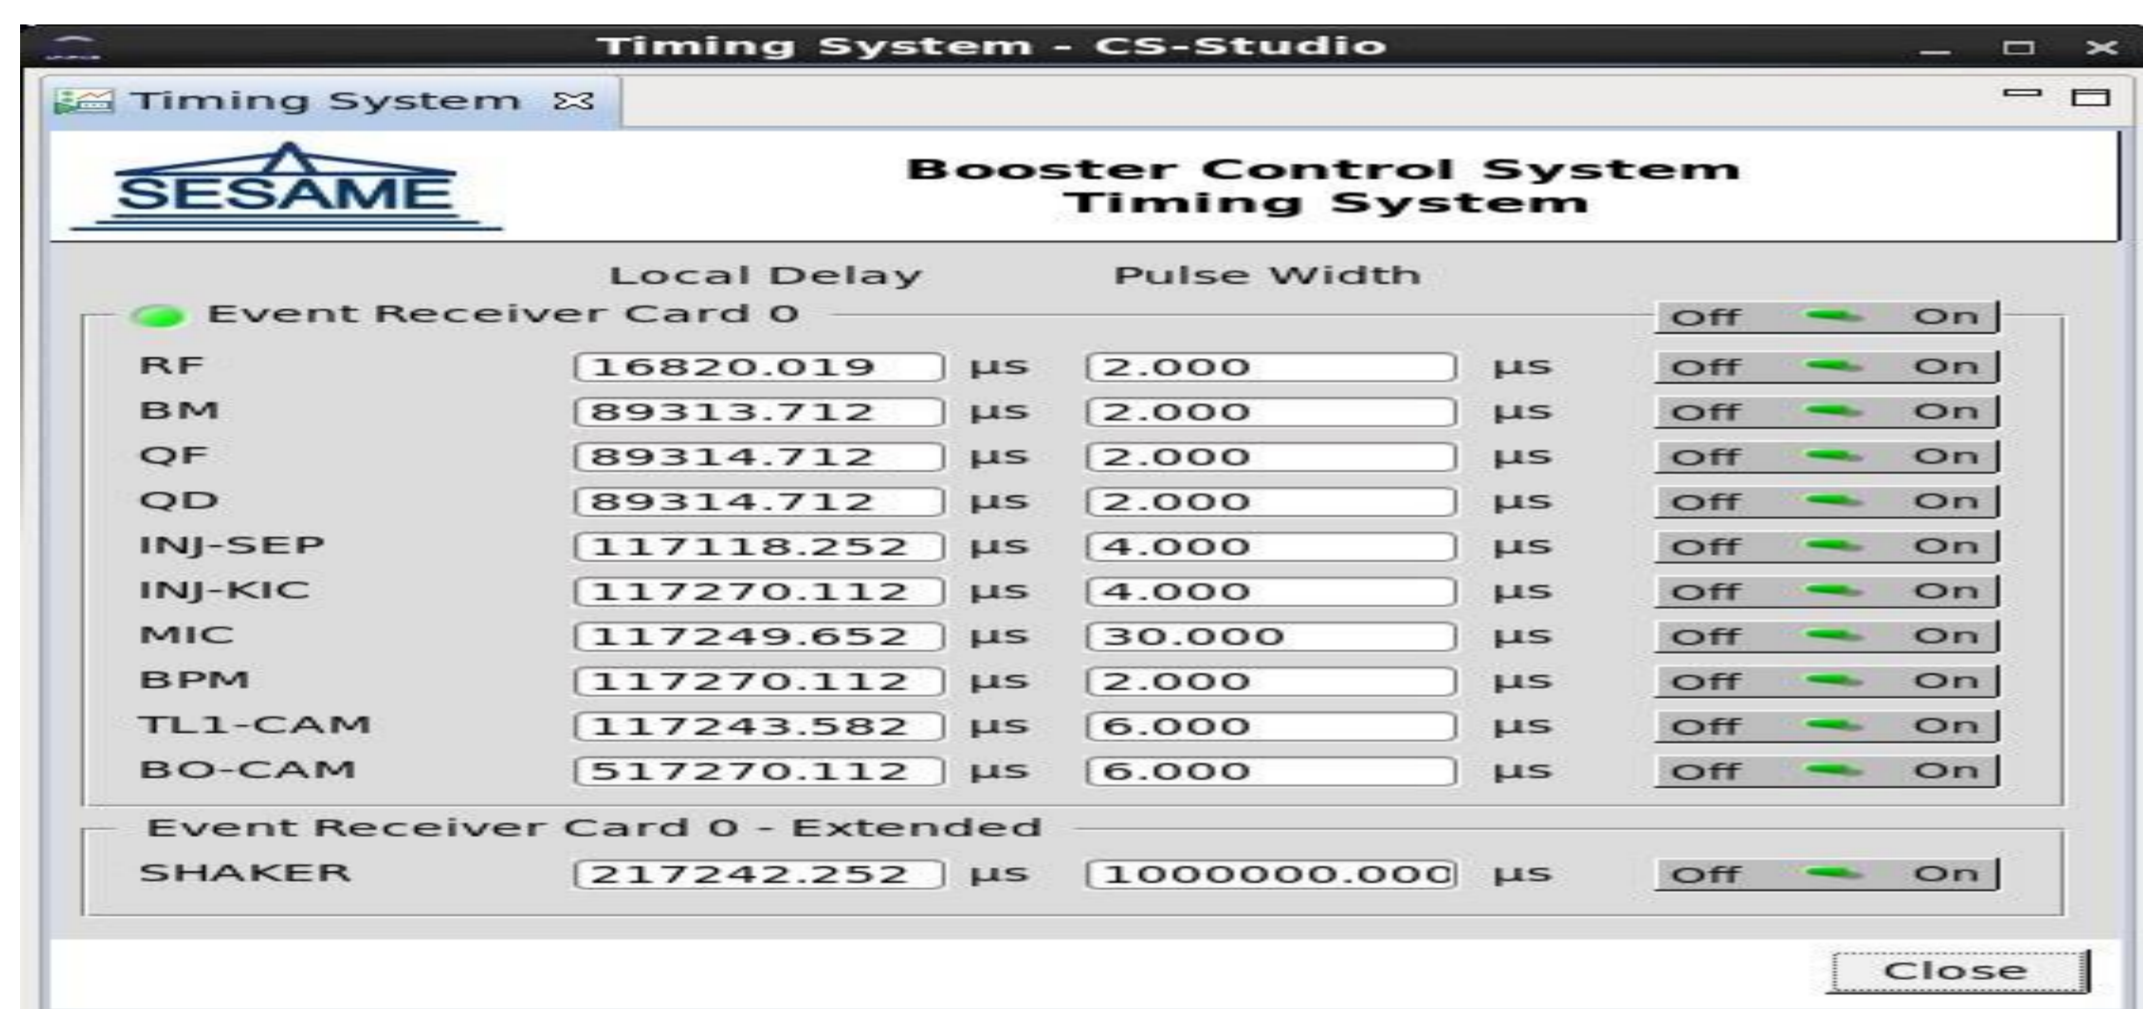 Timing System - CS-Studio
Timing System
SESAME
Booster Control System
Timing System
Local Delay Pulse Width
Event Receiver Card 0 Off On
RF 16820.019 µs 2.000 µs Off On
BM 89313.712 µs 2.000 µs Off On
QF 89314.712 µs 2.000 µs Off On
QD 89314.712 µs 2.000 µs Off On
INJ-SEP 117118.252 µs 4.000 µs Off On
INJ-KIC 117270.112 µs 4.000 µs Off On
MIC 117249.652 µs 30.000 µs Off On
BPM 117270.112 µs 2.000 µs Off On
TL1-CAM 117243.582 µs 6.000 µs Off On
BO-CAM 517270.112 µs 6.000 µs Off On
Event Receiver Card 0 - Extended
SHAKER 217242.252 µs 1000000.000 µs Off On
Close